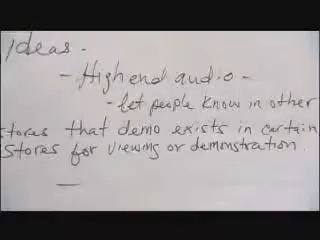 Ideas -
- High end audio -
- let people know in other
stores that demo exists in certain
stores for viewing or demnstration